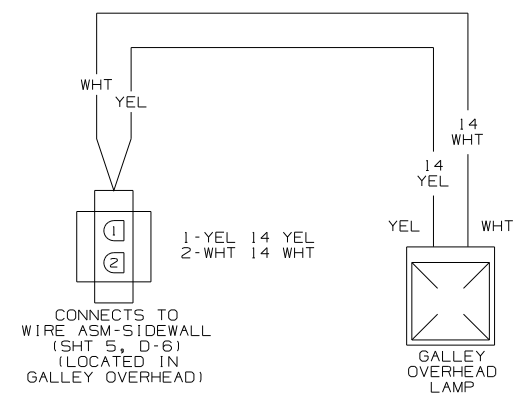 WHT
YEL
14
WHT
14
YEL
YEL
WHT
1
2
1-YEL 14 YEL
2-WHT 14 WHT
CONNECTS TO
WIRE ASM-SIDEWALL
(SHT 5, D-6)
(LOCATED IN
GALLEY OVERHEAD)
GALLEY
OVERHEAD
LAMP